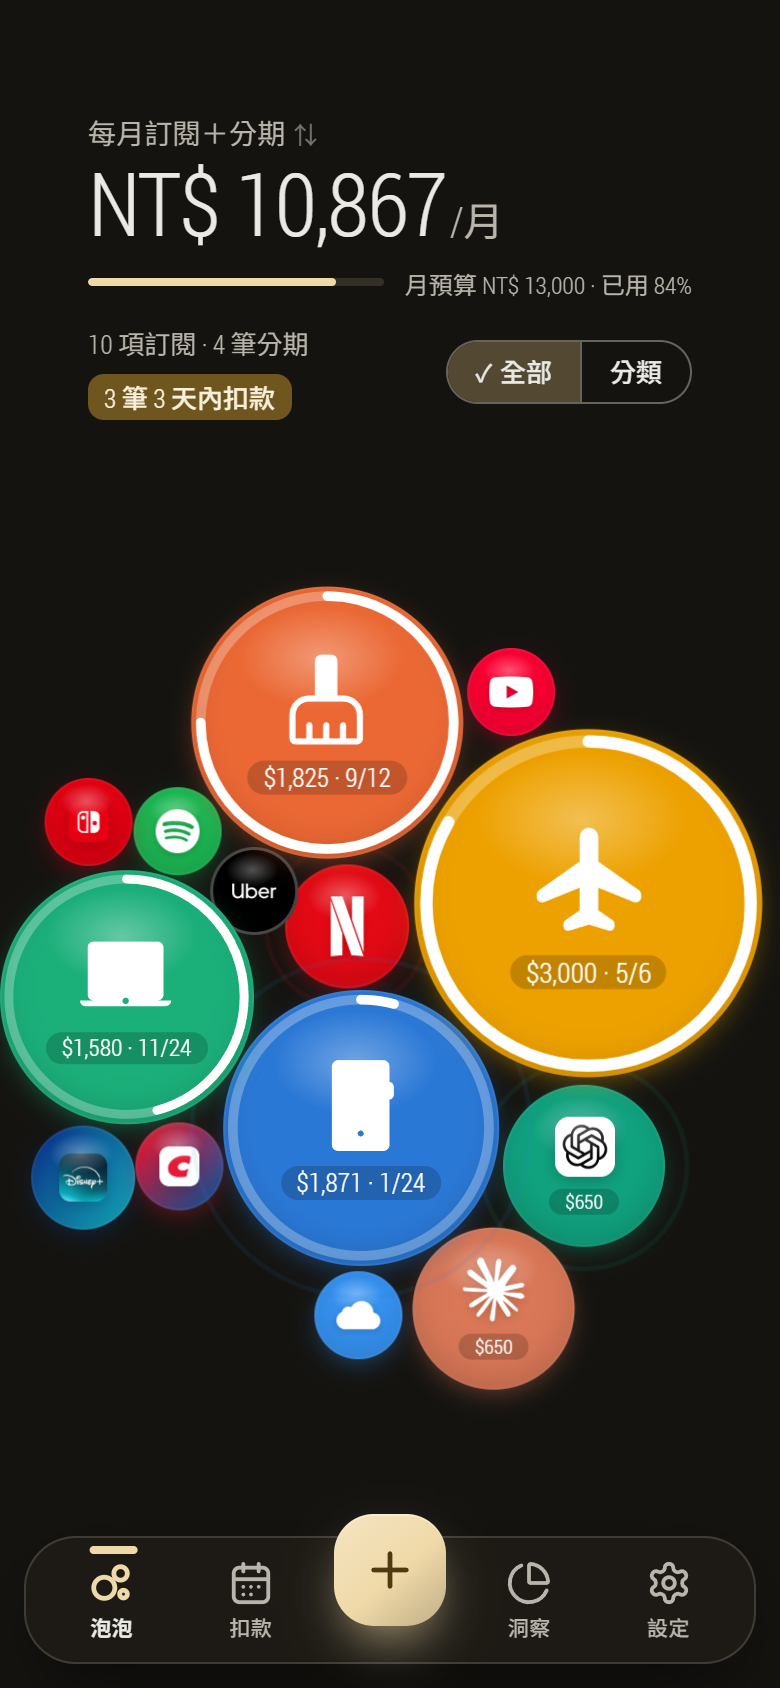 每月訂閱＋分期 ⇅
NT$ 10,867 /月
月預算 NT$ 13,000 · 已用 84%
10 項訂閱 · 4 筆分期
3 筆 3 天內扣款
✓ 全部
分類
$1,825 · 9/12
Uber
N
$3,000 · 5/6
$1,580 · 11/24
Disney+
C
$1,871 · 1/24
$650
$650
泡泡
扣款
+
洞察
設定